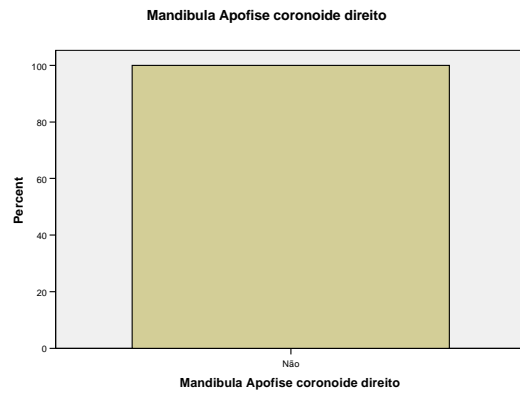 Mandibula Apofise coronoide direito
100
80
60
40
20
0
Percent
Não
Mandibula Apofise coronoide direito